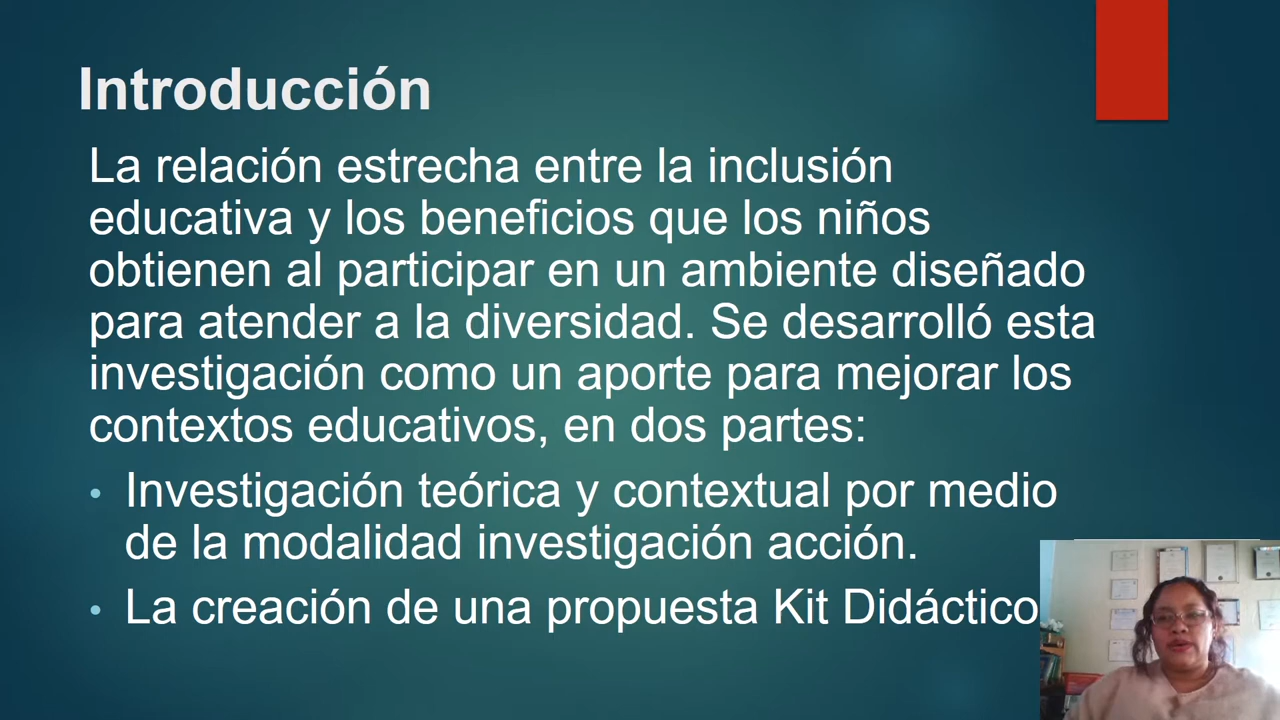 Introducción
La relación estrecha entre la inclusión
educativa y los beneficios que los niños
obtienen al participar en un ambiente diseñado
para atender a la diversidad. Se desarrolló esta
investigación como un aporte para mejorar los
contextos educativos, en dos partes:
• Investigación teórica y contextual por medio
de la modalidad investigación acción.
• La creación de una propuesta Kit Didáctico